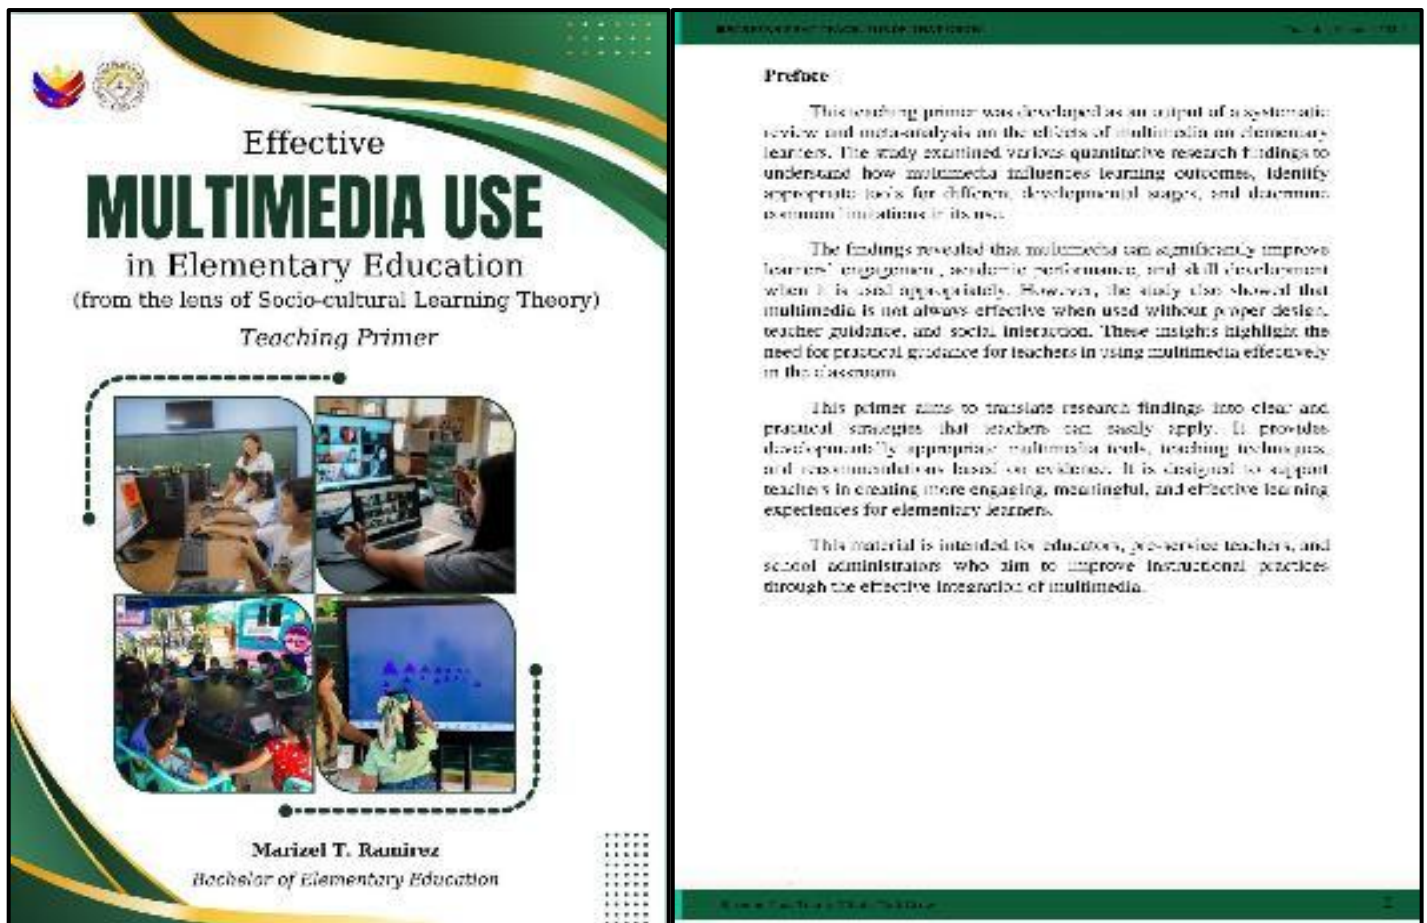 Effective
MULTIMEDIA USE
in Elementary Education
(from the lens of Socio-cultural Learning Theory)
Teaching Primer
Marizel T. Ramirez
Bachelor of Elementary Education
Preface
This teaching primer was developed as an output of a systematic
review and meta-analysis on the effects of multimedia on elementary
learners. The study examined various quantitative research findings to
understand how multimedia influences learning outcomes, identify
appropriate tools for different developmental stages, and determine
common limitations in its use.
The findings revealed that multimedia can significantly improve
learners' engagement, academic performance, and skill development
when it is used appropriately. However, the study also showed that
multimedia is not always effective when used without proper design,
teacher guidance, and social interaction. These insights highlight the
need for practical guidance for teachers in using multimedia effectively
in the classroom.
This primer aims to translate research findings into clear and
practical strategies that teachers can easily apply. It provides
developmentally appropriate multimedia tools, teaching techniques,
and recommendations based on evidence. It is designed to support
teachers in creating more engaging, meaningful, and effective learning
experiences for elementary learners.
This material is intended for educators, pre-service teachers, and
school administrators who aim to improve instructional practices
through the effective integration of multimedia.